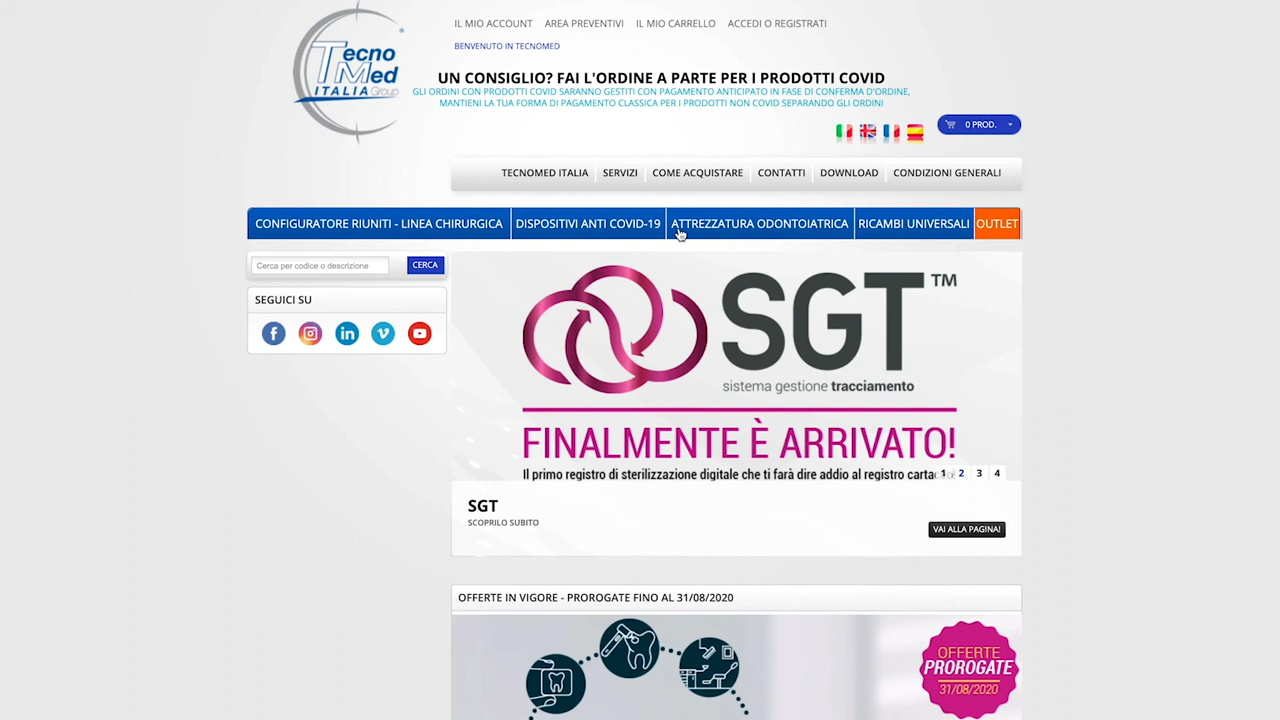 IL MIO ACCOUNT AREA PREVENTIVI IL MIO CARRELLO ACCEDI O REGISTRATI
BENVENUTO IN TECNOMED
Tecno
Med
ITALIA Group
UN CONSIGLIO? FAI L'ORDINE A PARTE PER I PRODOTTI COVID
GLI ORDINI CON PRODOTTI COVID SARANNO GESTITI CON PAGAMENTO ANTICIPATO IN FASE DI CONFERMA D'ORDINE,
MANTIENI LA TUA FORMA DI PAGAMENTO CLASSICA PER I PRODOTTI NON COVID SEPARANDO GLI ORDINI
0 PROD.
TECNOMED ITALIA SERVIZI COME ACQUISTARE CONTATTI DOWNLOAD CONDIZIONI GENERALI
CONFIGURATORE RIUNITI - LINEA CHIRURGICA DISPOSITIVI ANTI COVID-19 ATTREZZATURA ODONTOIATRICA RICAMBI UNIVERSALI OUTLET
Cerca per codice o descrizione CERCA
SEGUICI SU
SGT™
sistema gestione tracciamento
FINALMENTE È ARRIVATO!
Il primo registro di sterilizzazione digitale che ti farà dire addio al registro
1 2 3 4
SGT
SCOPRILO SUBITO
VAI ALLA PAGINA!
OFFERTE IN VIGORE - PROROGATE FINO AL 31/08/2020
OFFERTE
PROROGATE
31/08/2020